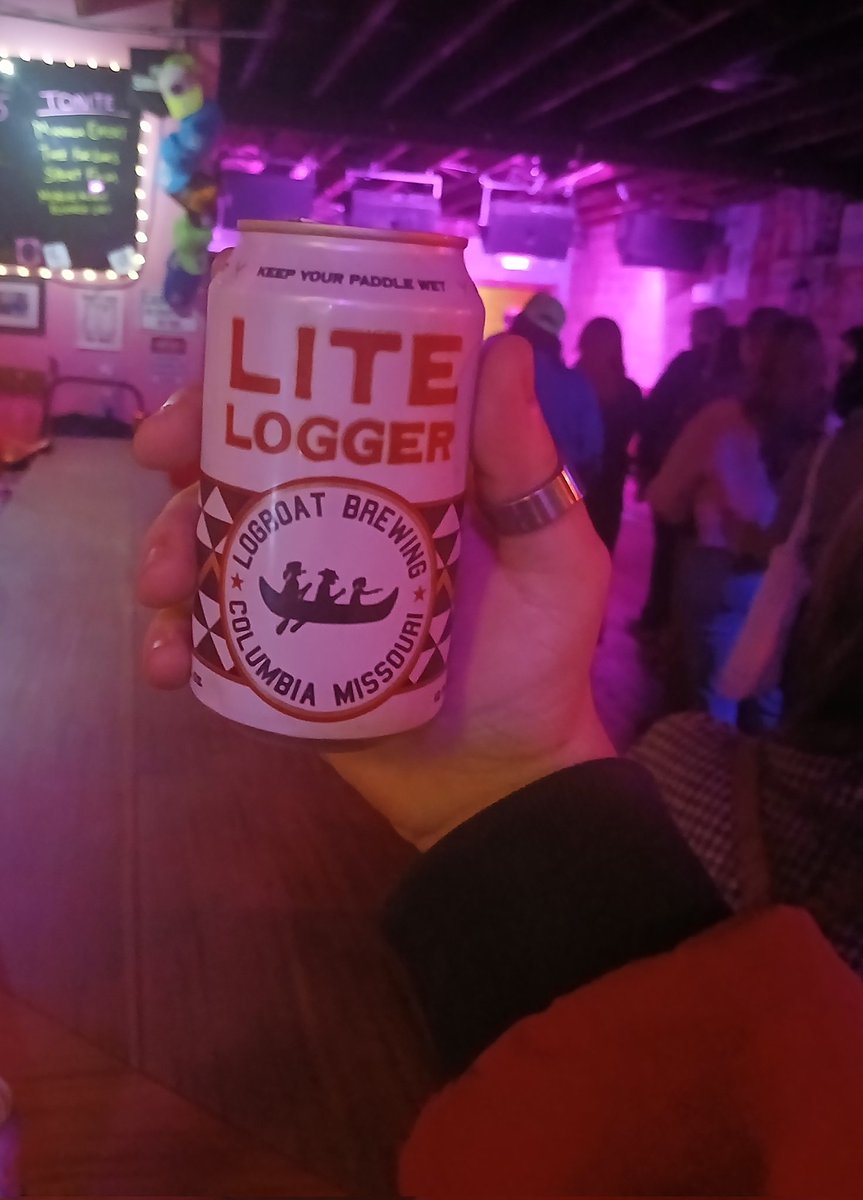 TONITE
KEEP YOUR PADDLE WET
LITE
LOGGER
LOGBOAT BREWING
COLUMBIA MISSOURI